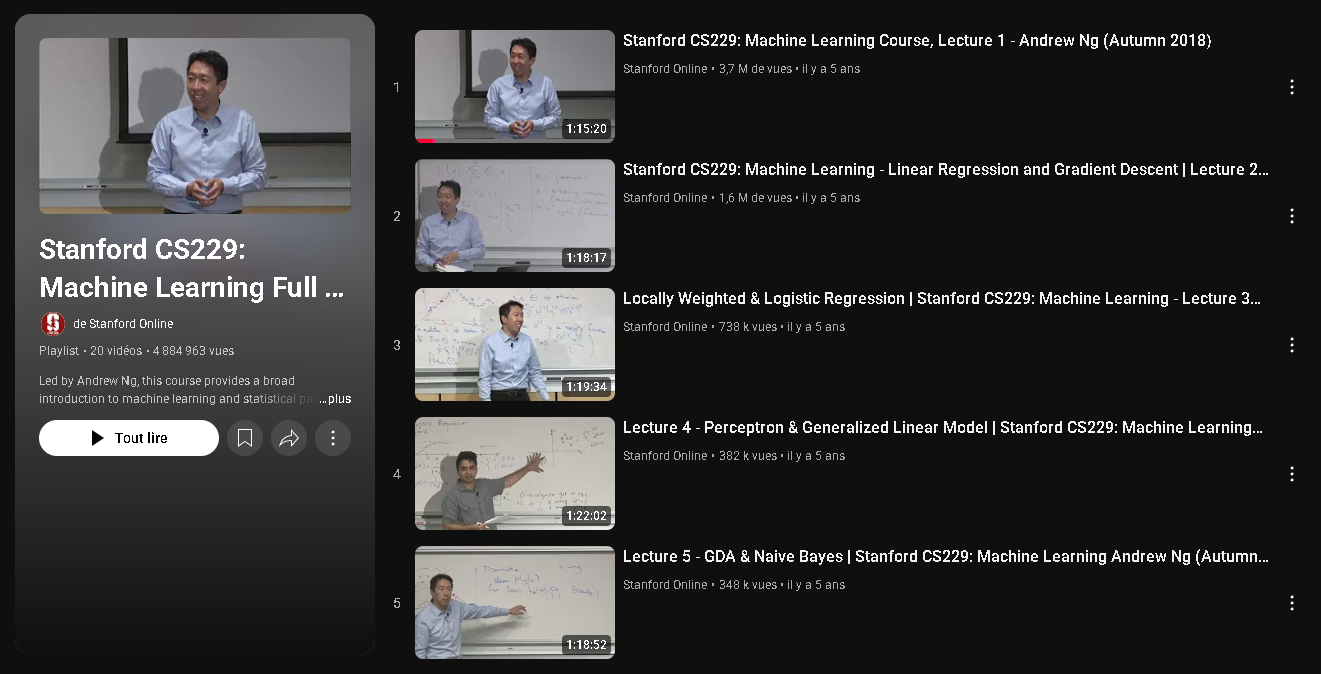 Stanford CS229:
Machine Learning Full ...
de Stanford Online
Playlist • 20 vidéos • 4 884 963 vues
Led by Andrew Ng, this course provides a broad
introduction to machine learning and statistical ...plus
Tout lire
1
1:15:20
Stanford CS229: Machine Learning Course, Lecture 1 - Andrew Ng (Autumn 2018)
Stanford Online • 3,7 M de vues • il y a 5 ans
2
1:18:17
Stanford CS229: Machine Learning - Linear Regression and Gradient Descent | Lecture 2...
Stanford Online • 1,6 M de vues • il y a 5 ans
3
1:19:34
Locally Weighted & Logistic Regression | Stanford CS229: Machine Learning - Lecture 3...
Stanford Online • 738 k vues • il y a 5 ans
4
1:22:02
Lecture 4 - Perceptron & Generalized Linear Model | Stanford CS229: Machine Learning...
Stanford Online • 382 k vues • il y a 5 ans
5
1:18:52
Lecture 5 - GDA & Naive Bayes | Stanford CS229: Machine Learning Andrew Ng (Autumn...
Stanford Online • 348 k vues • il y a 5 ans